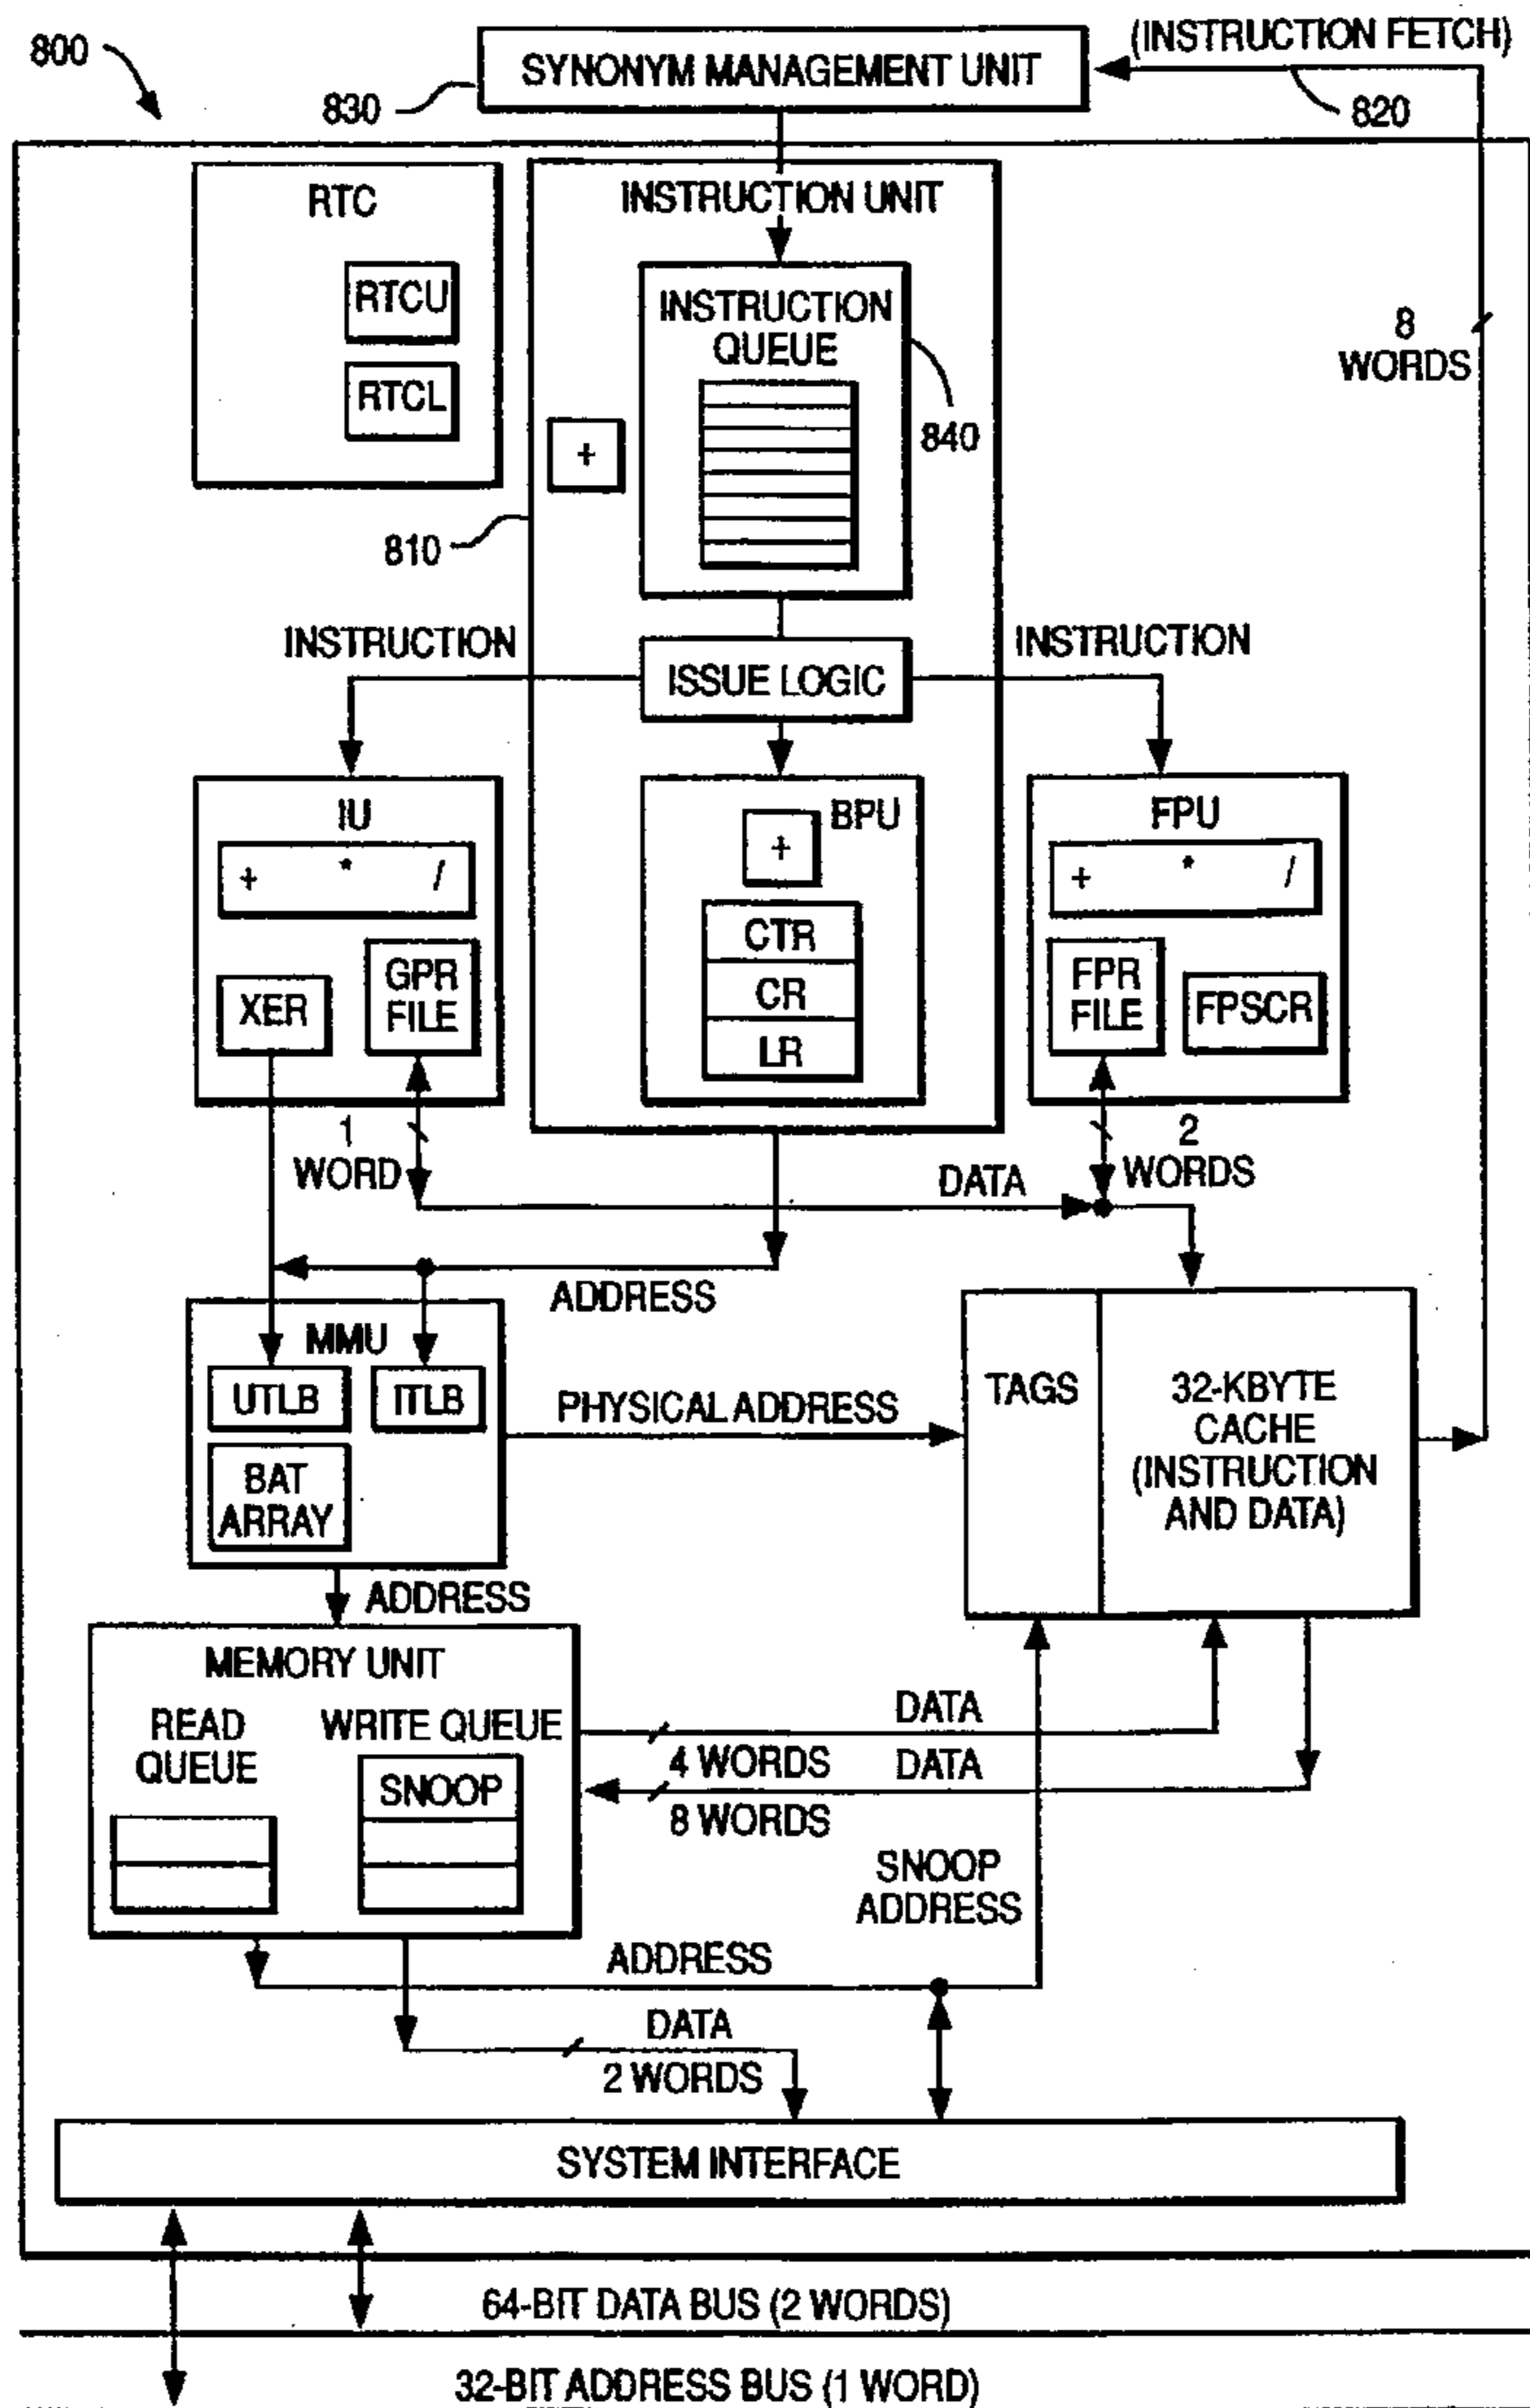 800
SYNONYM MANAGEMENT UNIT
(INSTRUCTION FETCH)
830
820
RTC
RTCU
RTCL
INSTRUCTION UNIT
INSTRUCTION
QUEUE
840
+
810
8
WORDS
INSTRUCTION
ISSUE LOGIC
INSTRUCTION
IU
+ * /
XER
GPR
FILE
BPU
+
CTR
CR
LR
FPU
+ * /
FPR
FILE
FPSCR
1
WORD
2
WORDS
DATA
ADDRESS
MMU
UTLB
ITLB
BAT
ARRAY
PHYSICAL ADDRESS
TAGS
32-KBYTE
CACHE
(INSTRUCTION
AND DATA)
ADDRESS
MEMORY UNIT
READ
QUEUE
WRITE QUEUE
SNOOP
DATA
4 WORDS
DATA
8 WORDS
SNOOP
ADDRESS
ADDRESS
DATA
2 WORDS
SYSTEM INTERFACE
64-BIT DATA BUS (2 WORDS)
32-BIT ADDRESS BUS (1 WORD)